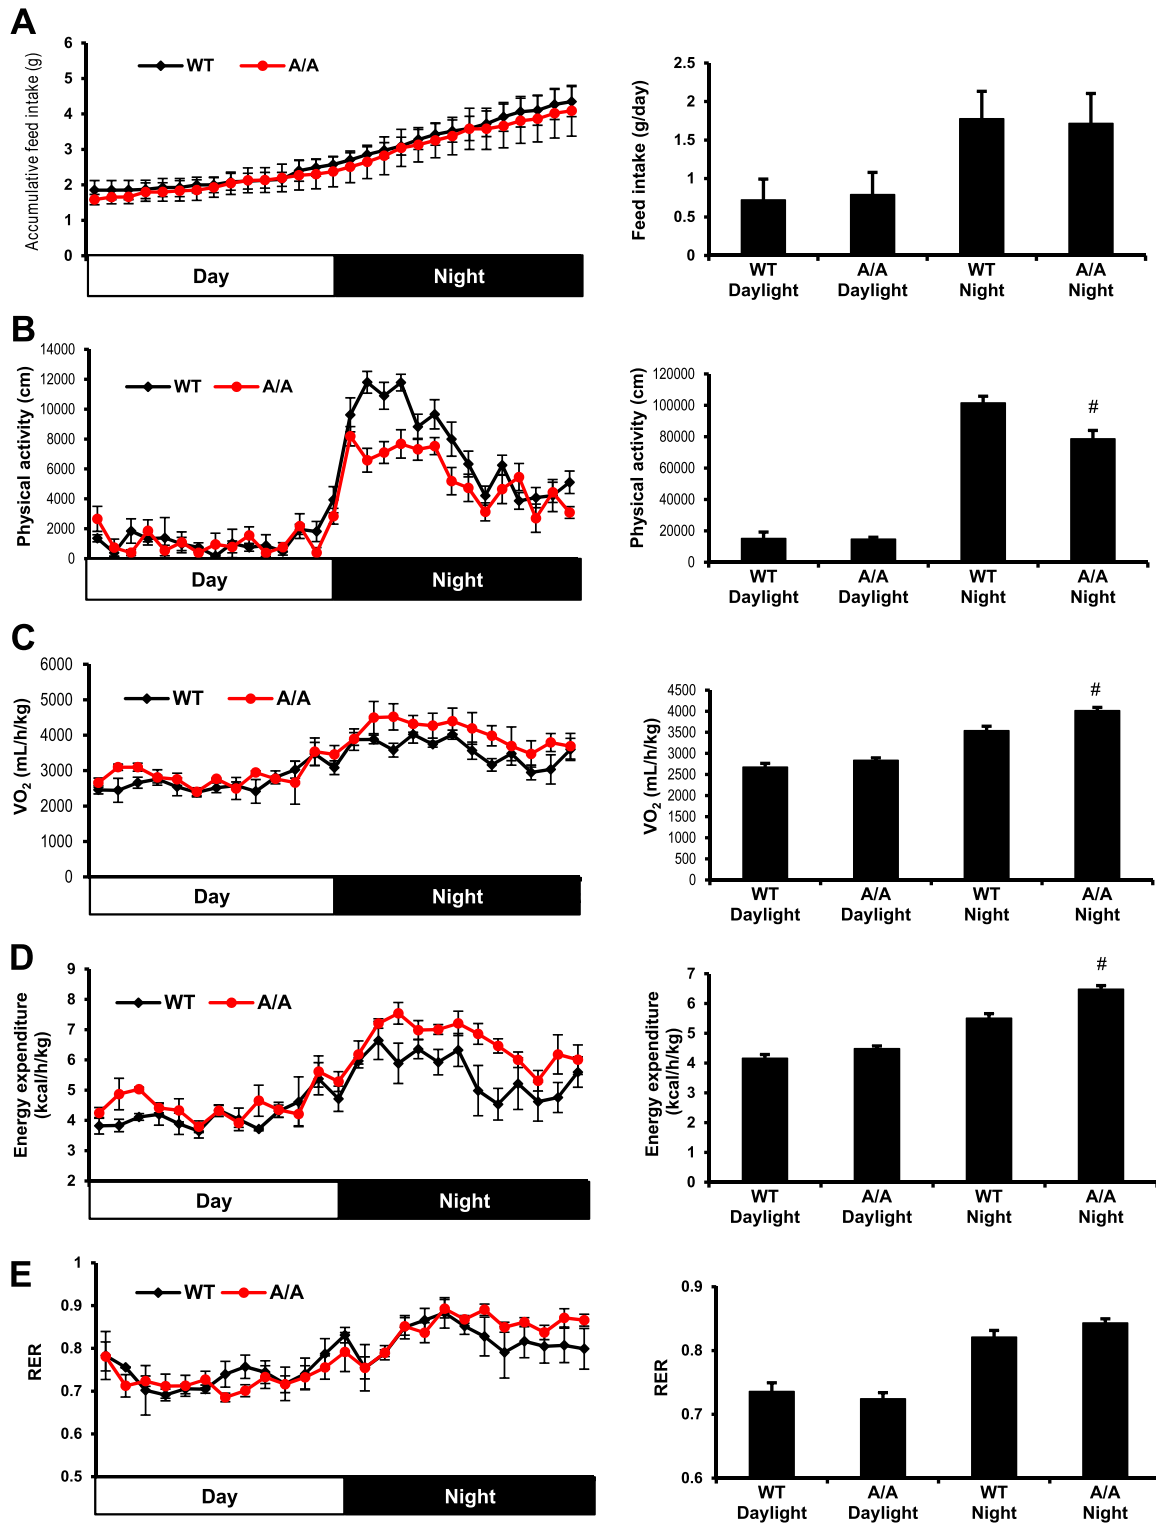 A
Accumulative feed intake (g)
6
5
4
3
2
1
0
WT
A/A
Day
Night
Feed intake (g/day)
2.5
2
1.5
1
0.5
0
WT A/A WT A/A
Daylight Daylight Night Night
B
Physical activity (cm)
14000
12000
10000
8000
6000
4000
2000
0
WT
A/A
Day
Night
Physical activity (cm)
120000
100000
80000
60000
40000
20000
0
#
WT A/A WT A/A
Daylight Daylight Night Night
C
VO2 (mL/h/kg)
6000
5000
4000
3000
2000
1000
0
WT
A/A
Day
Night
VO2 (mL/h/kg)
4500
4000
3500
3000
2500
2000
1500
1000
500
0
#
WT A/A WT A/A
Daylight Daylight Night Night
D
Energy expenditure
(kcal/h/kg)
9
8
7
6
5
4
3
2
WT
A/A
Day
Night
Energy expenditure
(kcal/h/kg)
7
6
5
4
3
2
1
0
#
WT A/A WT A/A
Daylight Daylight Night Night
E
RER
1
0.9
0.8
0.7
0.6
0.5
WT
A/A
Day
Night
RER
0.9
0.8
0.7
0.6
WT A/A WT A/A
Daylight Daylight Night Night